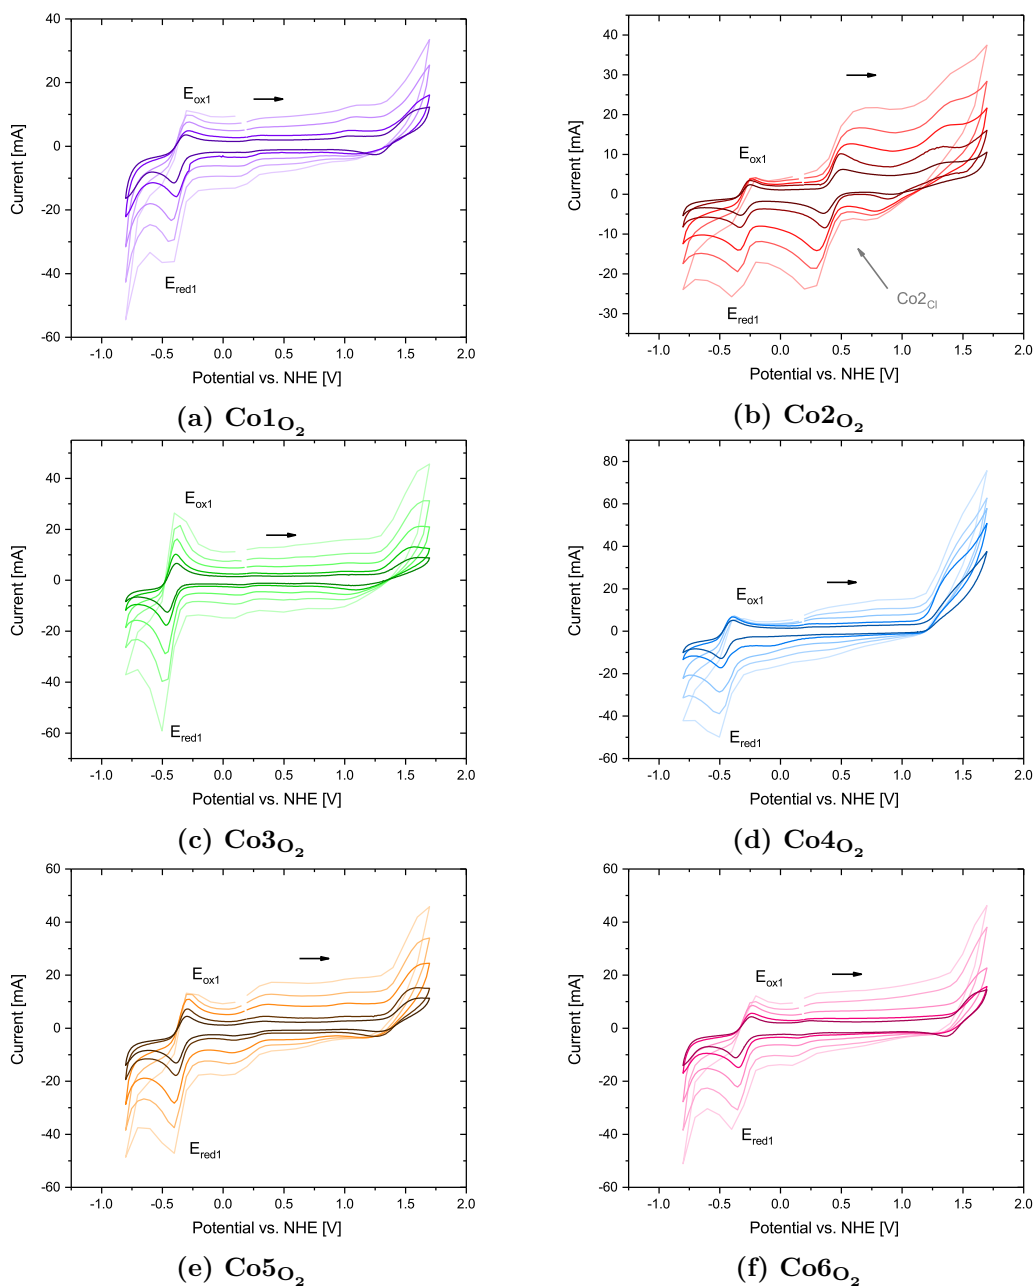 40
20
0
-20
-40
-60
Current [mA]
E_ox1
E_red1
-1.0 -0.5 0.0 0.5 1.0 1.5 2.0
Potential vs. NHE [V]
(a) Co1_O2
40
30
20
10
0
-10
-20
-30
Current [mA]
E_ox1
E_red1
Co2_Cl
-1.0 -0.5 0.0 0.5 1.0 1.5 2.0
Potential vs. NHE [V]
(b) Co2_O2
40
20
0
-20
-40
-60
Current [mA]
E_ox1
E_red1
-1.0 -0.5 0.0 0.5 1.0 1.5 2.0
Potential vs. NHE [V]
(c) Co3_O2
80
60
40
20
0
-20
-40
-60
Current [mA]
E_ox1
E_red1
-1.0 -0.5 0.0 0.5 1.0 1.5 2.0
Potential vs. NHE [V]
(d) Co4_O2
60
40
20
0
-20
-40
-60
Current [mA]
E_ox1
E_red1
-1.0 -0.5 0.0 0.5 1.0 1.5 2.0
Potential vs. NHE [V]
(e) Co5_O2
60
40
20
0
-20
-40
-60
Current [mA]
E_ox1
E_red1
-1.0 -0.5 0.0 0.5 1.0 1.5 2.0
Potential vs. NHE [V]
(f) Co6_O2